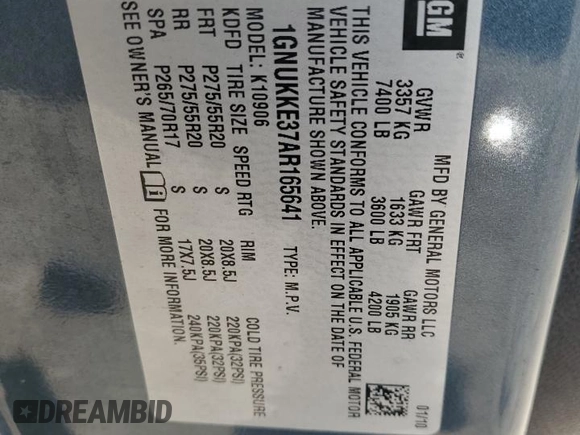 GM
MFD BY GENERAL MOTORS LLC
01/10
GVWR GAWR FRT GAWR RR
3357 KG 1633 KG 1905 KG
7400 LB 3600 LB 4200 LB
THIS VEHICLE CONFORMS TO ALL APPLICABLE U.S. FEDERAL MOTOR
VEHICLE SAFETY STANDARDS IN EFFECT ON THE DATE OF
MANUFACTURE SHOWN ABOVE.
1GNUKKE37AR165641 TYPE: M.P.V.
MODEL: K10906
KDFD TIRE SIZE SPEED RTG RIM COLD TIRE PRESSURE
FRT P275/55R20 S 20X8.5J 220KPA(32PSI)
RR P275/55R20 S 20X8.5J 220KPA(32PSI)
SPA P265/70R17 S 17X7.5J 240KPA(35PSI)
SEE OWNER'S MANUAL i FOR MORE INFORMATION.
DREAMBID